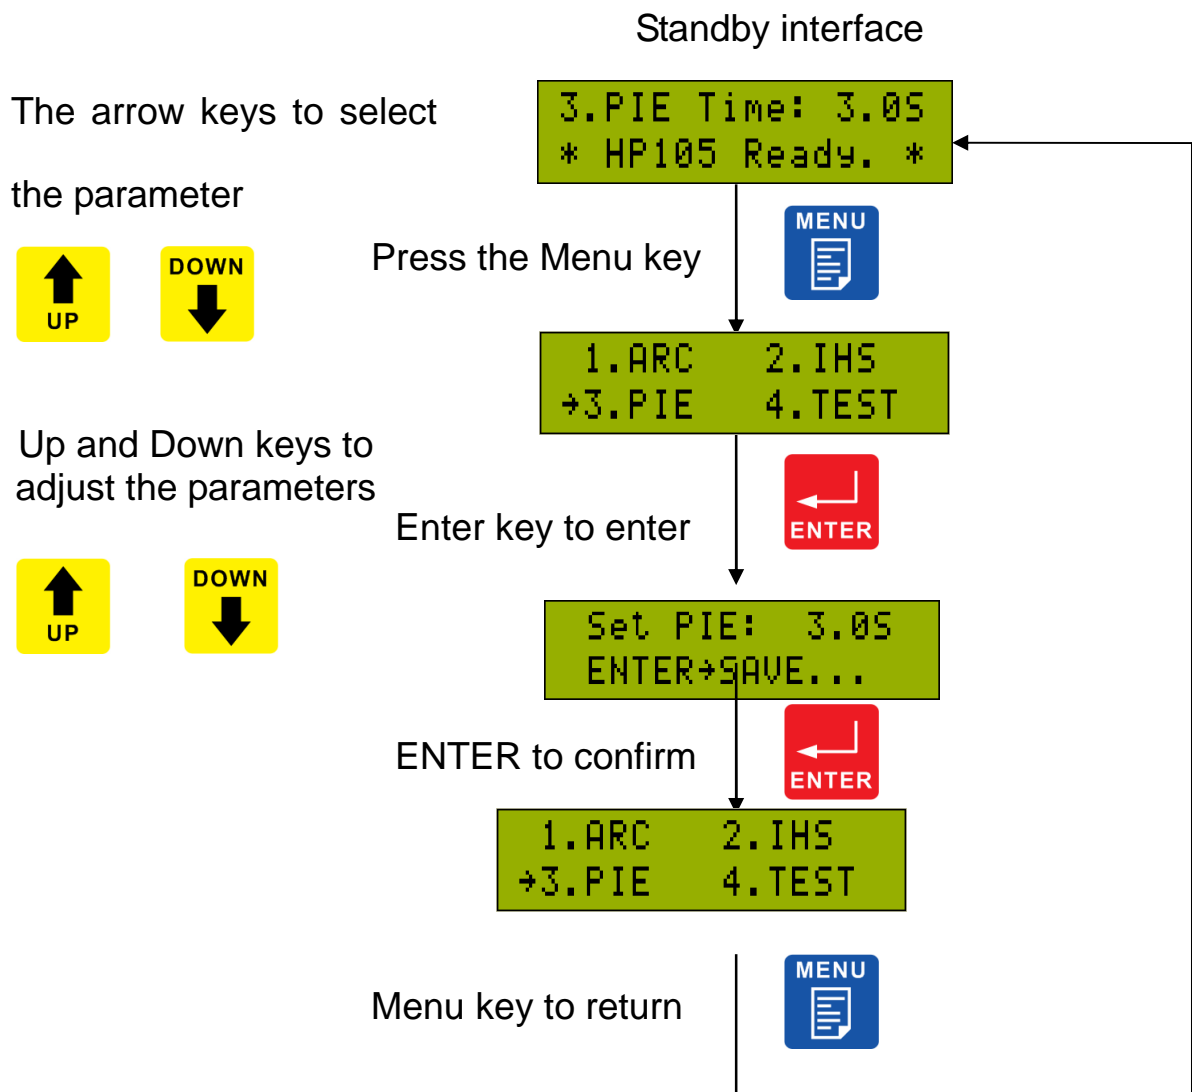 Standby interface
The arrow keys to select
the parameter
UP
DOWN
3.PIE Time: 3.0S
* HP105 Ready. *
Press the Menu key
MENU
1.ARC 2.IHS
→3.PIE 4.TEST
Up and Down keys to
adjust the parameters
UP
DOWN
Enter key to enter
ENTER
Set PIE: 3.0S
ENTER→SAVE...
ENTER to confirm
ENTER
1.ARC 2.IHS
→3.PIE 4.TEST
Menu key to return
MENU